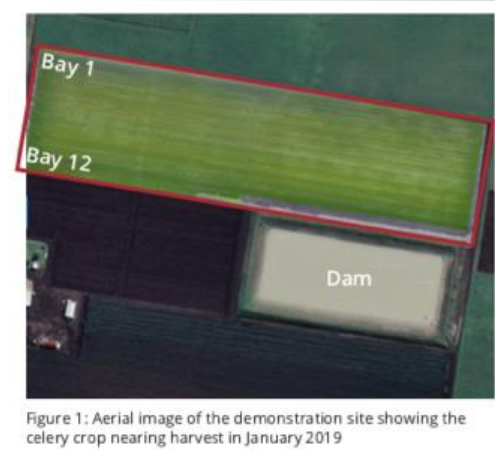 Bay 1
Bay 12
Dam
Figure 1: Aerial image of the demonstration site showing the
celery crop nearing harvest in January 2019